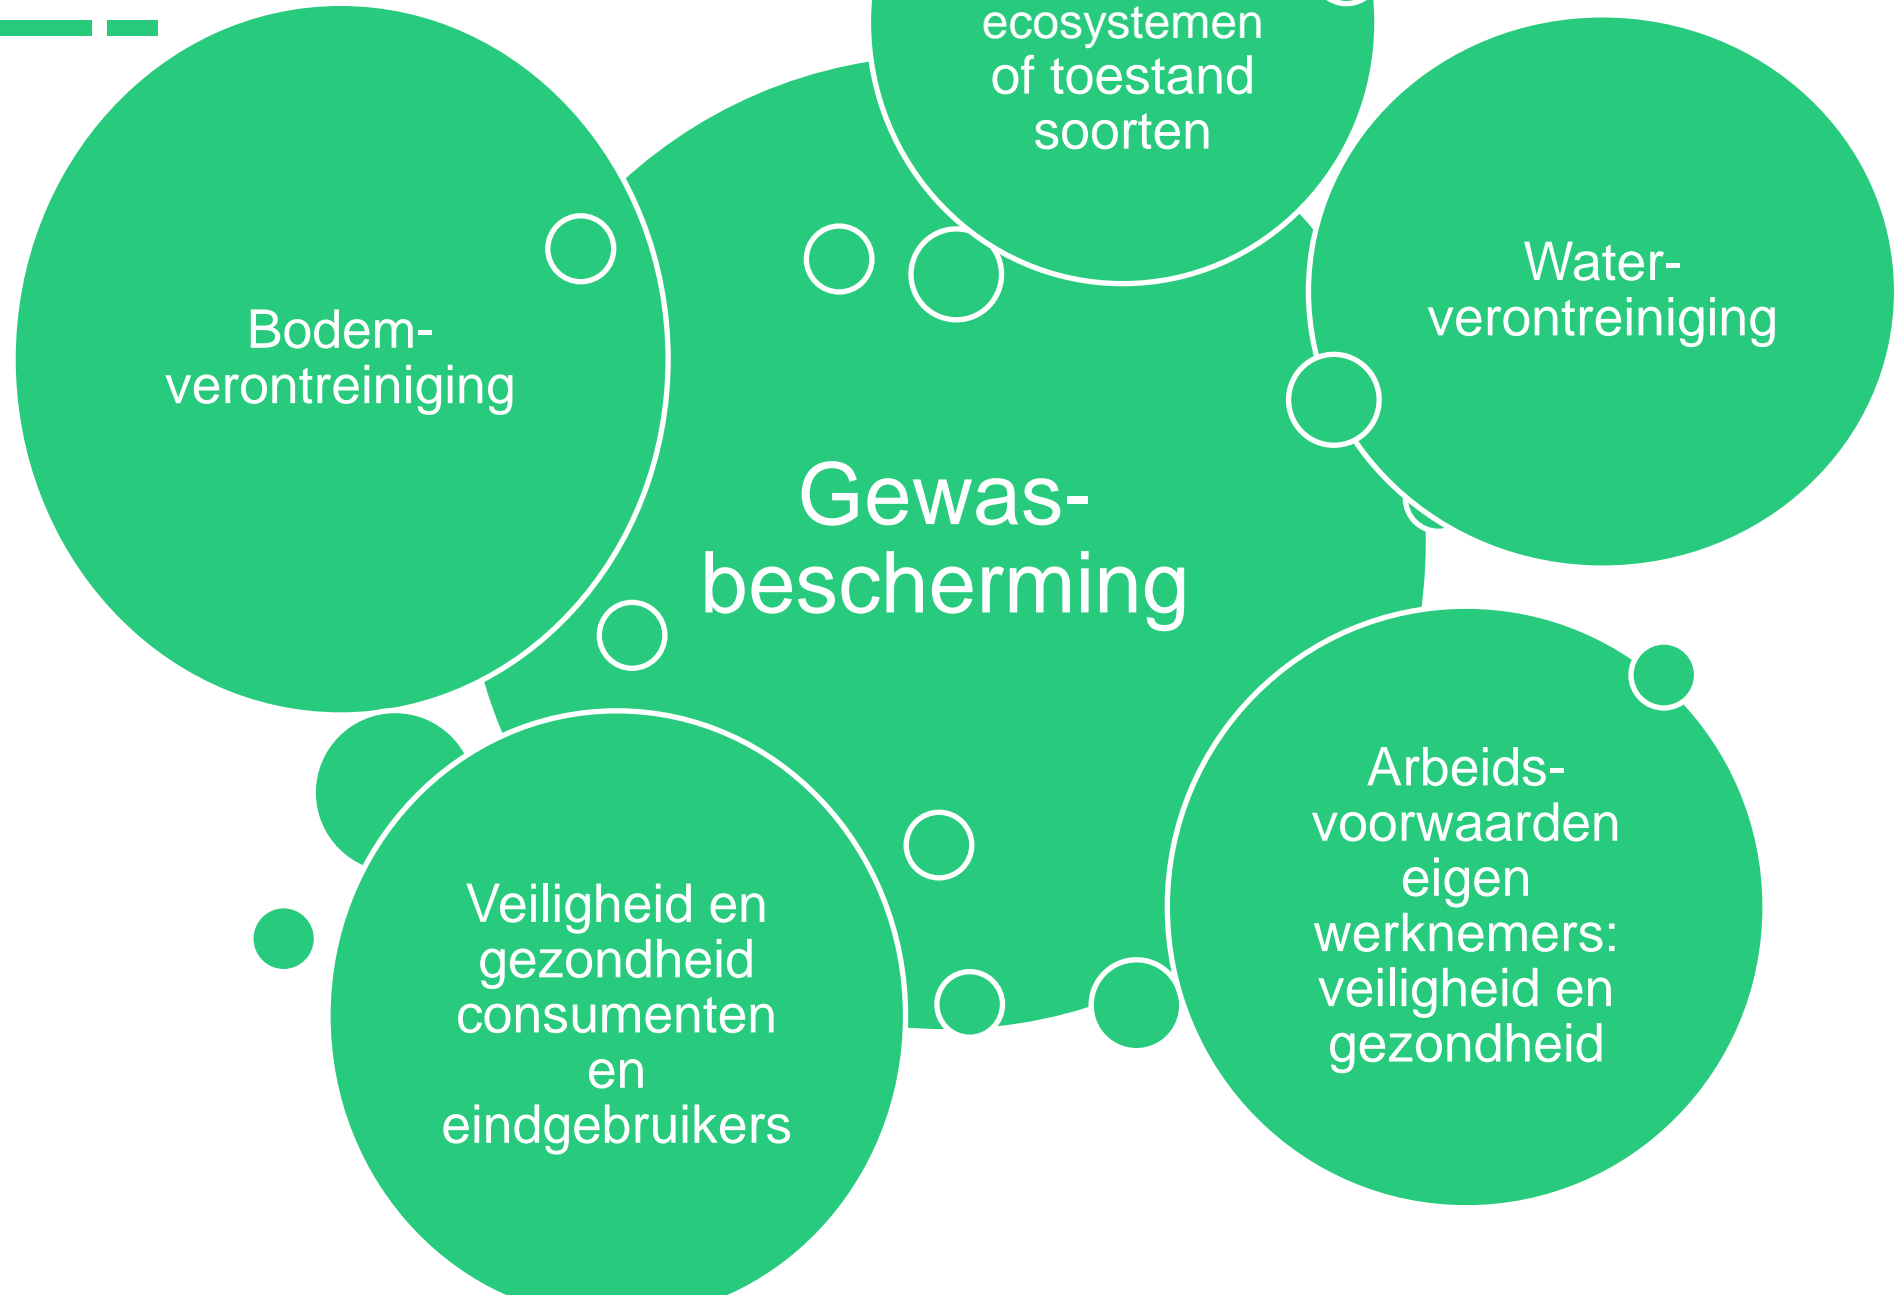 ecosystemen
of toestand
soorten
Water-
verontreiniging
Bodem-
verontreiniging
Gewas-
bescherming
Arbeids-
voorwaarden
eigen
werknemers:
veiligheid en
gezondheid
Veiligheid en
gezondheid
consumenten
en
eindgebruikers